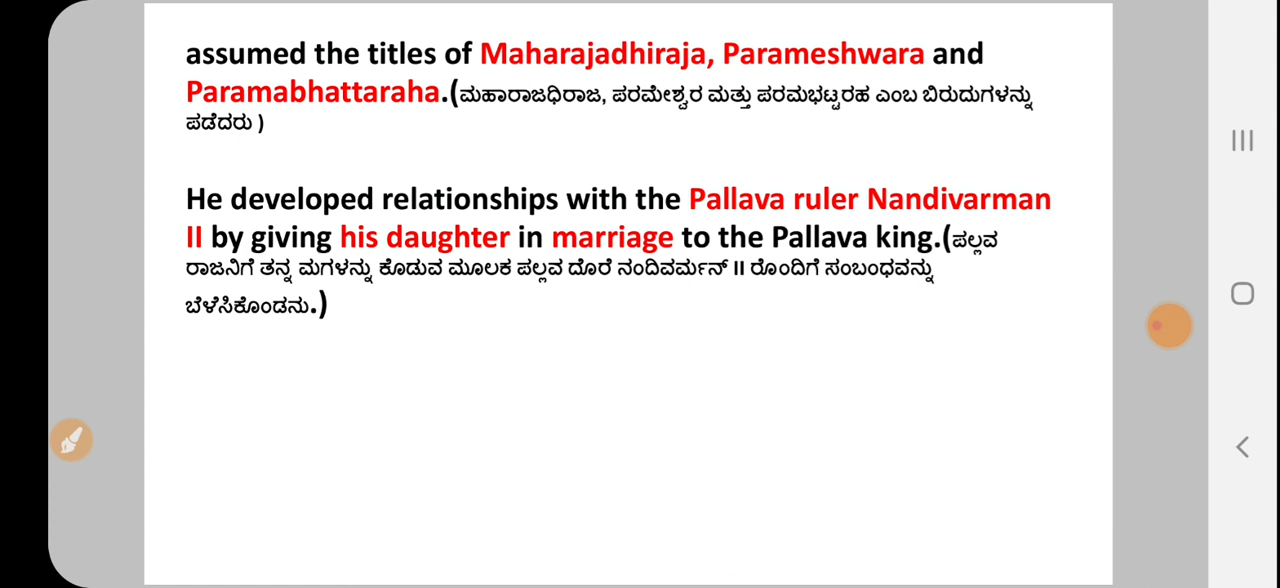 assumed the titles of Maharajadhiraja, Parameshwara and
Paramabhattaraha.(ಮಹಾರಾಜಧಿರಾಜ, ಪರಮೇಶ್ವರ ಮತ್ತು ಪರಮಭಟ್ಟರಹ ಎಂಬ ಬಿರುದುಗಳನ್ನು
ಪಡೆದರು )
He developed relationships with the Pallava ruler Nandivarman
II by giving his daughter in marriage to the Pallava king.(ಪಲ್ಲವ
ರಾಜನಿಗೆ ತನ್ನ ಮಗಳನ್ನು ಕೊಡುವ ಮೂಲಕ ಪಲ್ಲವ ದೊರೆ ನಂದಿವರ್ಮನ್ II ರೊಂದಿಗೆ ಸಂಬಂಧವನ್ನು
ಬೆಳೆಸಿಕೊಂಡನು.)